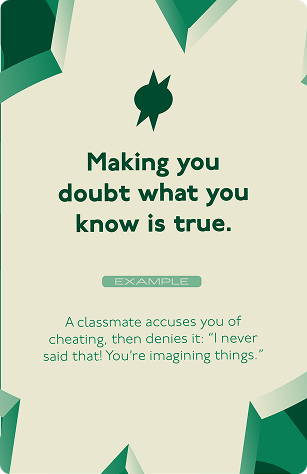 Making you
doubt what you
know is true.
EXAMPLE
A classmate accuses you of
cheating, then denies it: “I never
said that! You’re imagining things.”